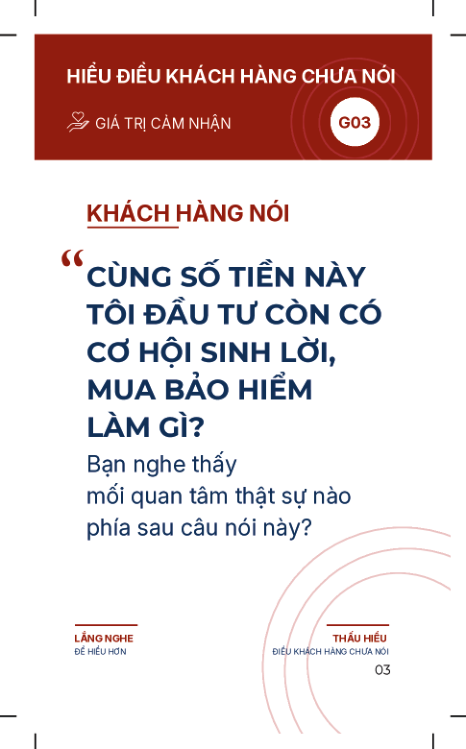 HIỂU ĐIỀU KHÁCH HÀNG CHƯA NÓI
GIÁ TRỊ CẢM NHẬN
G03
KHÁCH HÀNG NÓI
“CÙNG SỐ TIỀN NÀY
TÔI ĐẦU TƯ CÒN CÓ
CƠ HỘI SINH LỜI,
MUA BẢO HIỂM
LÀM GÌ?
Bạn nghe thấy
mối quan tâm thật sự nào
phía sau câu nói này?
LẮNG NGHE
ĐỂ HIỂU HƠN
THẤU HIỂU
ĐIỀU KHÁCH HÀNG CHƯA NÓI
03